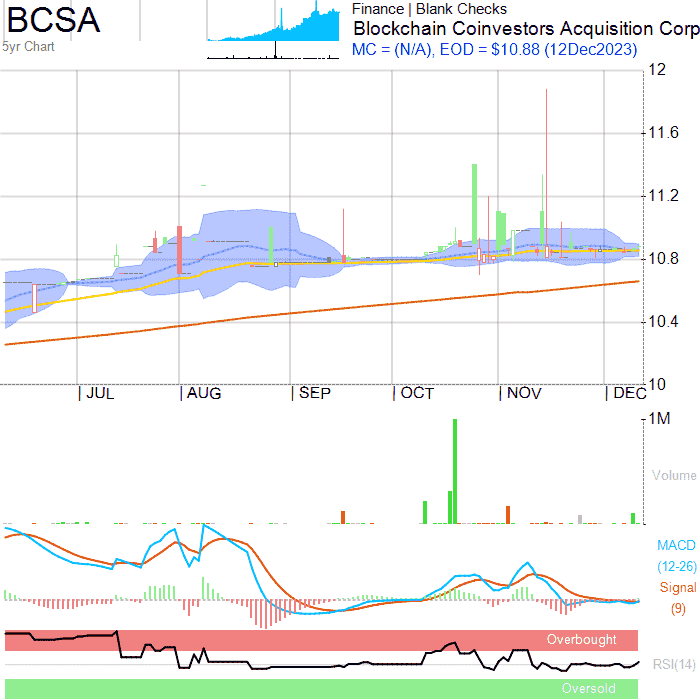 BCSA
5yr Chart
Finance | Blank Checks
Blockchain Coinvestors Acquisition Corp
MC = (N/A), EOD = $10.88 (12Dec2023)
12
11.6
11.2
10.8
10.4
10
| JUL | AUG | SEP | OCT | NOV | DEC
1M
Volume
MACD
(12-26)
Signal
(9)
Overbought
RSI(14)
Oversold